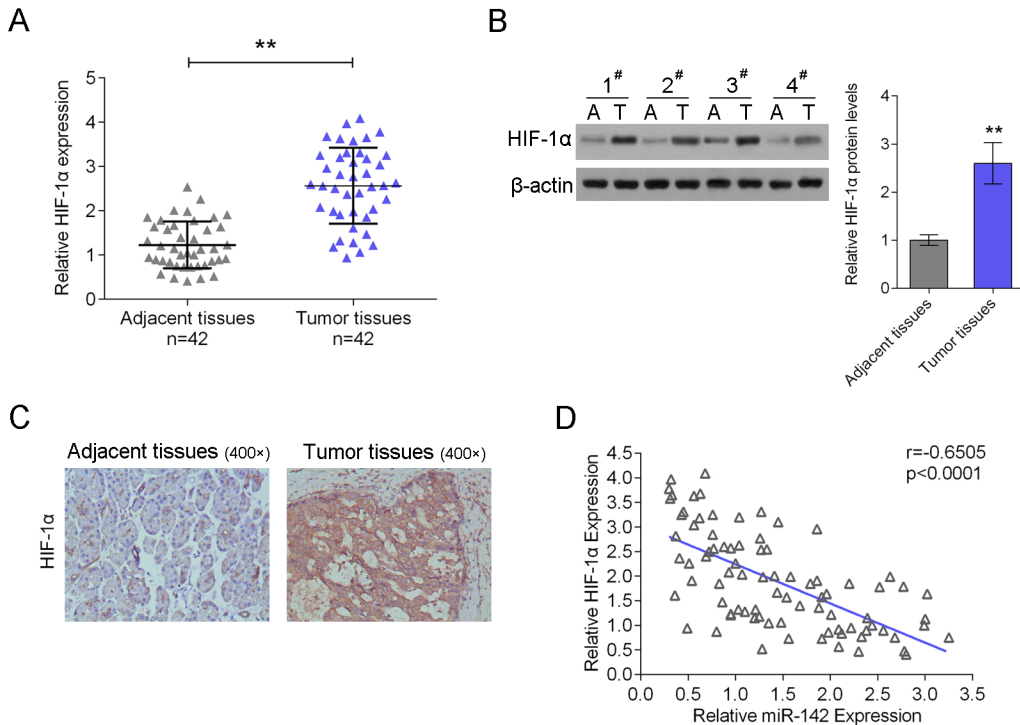 A
**
Relative HIF-1α expression
5
4
3
2
1
0
Adjacent tissues
n=42
Tumor tissues
n=42
B
1# 2# 3# 4#
A T A T A T A T
HIF-1α
β-actin
Relative HIF-1α protein levels
4
3
2
1
0
**
Adjacent tissues
Tumor tissues
C
Adjacent tissues (400×)
Tumor tissues (400×)
HIF-1α
D
r=-0.6505
p<0.0001
Relative HIF-1α Expression
4.5
4.0
3.5
3.0
2.5
2.0
1.5
1.0
0.5
0.0
0.0 0.5 1.0 1.5 2.0 2.5 3.0 3.5
Relative miR-142 Expression